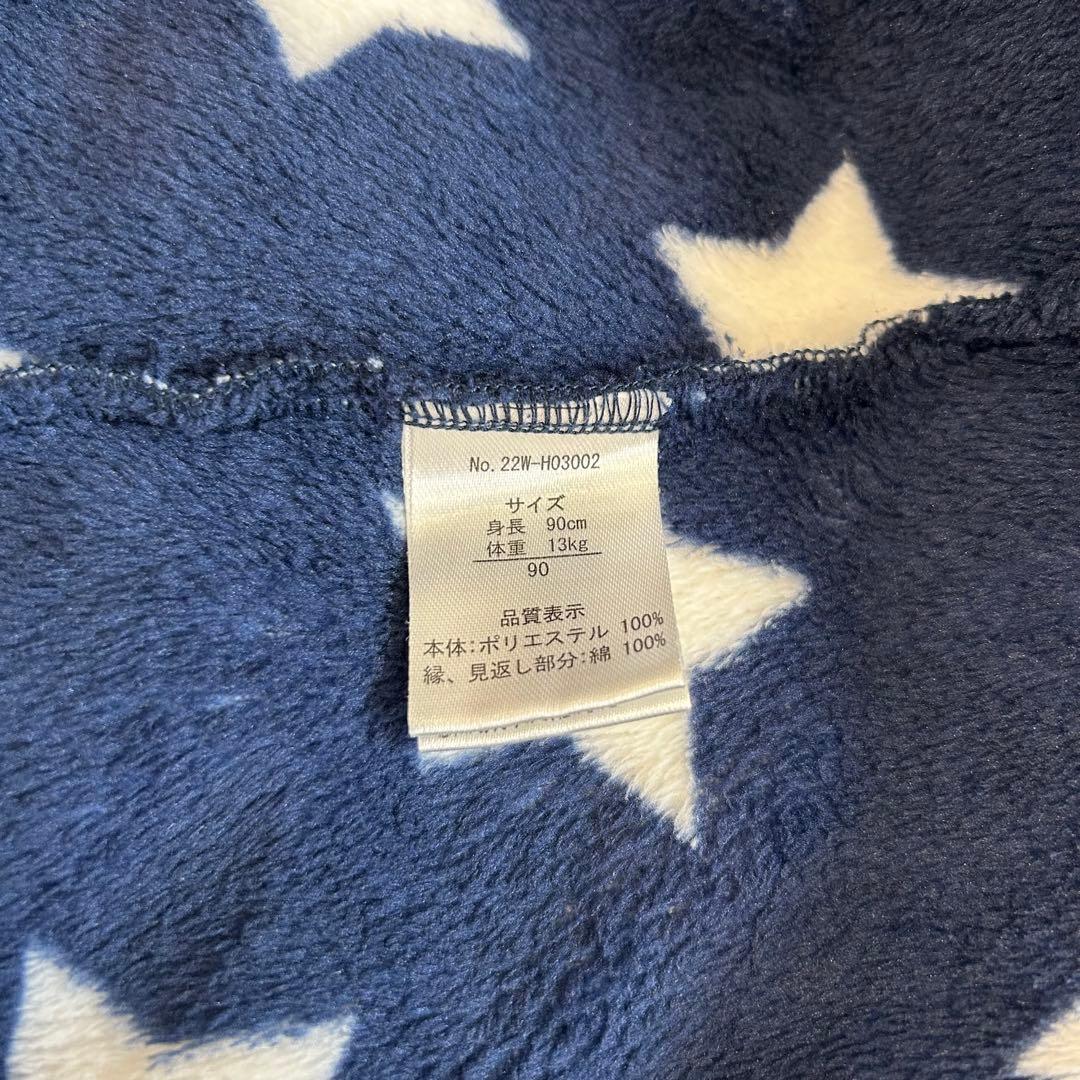 No. 22W-H03002
サイズ
身長 90cm
体重 13kg
90
品質表示
本体:ポリエステル 100%
縁、見返し部分:綿 100%